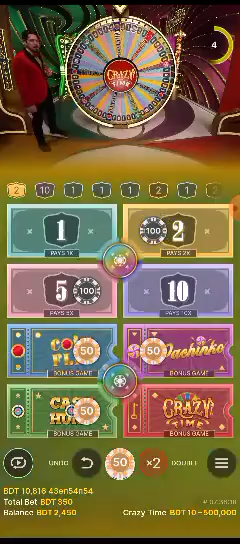 4
CRAZY TIME
2 10 1 1 1 2 1 2
1
PAYS 1X
100 2
PAYS 2X
5 100
PAYS 5X
10
PAYS 10X
50
BONUS GAME
50 Pachinko
BONUS GAME
50
BONUS GAME
CRAZY TIME
BONUS GAME
UNDO 50 ×2 DOUBLE
BDT 10,816 43en54n54
Total Bet BDT 350
Balance BDT 2,450
Crazy Time BDT 10–500,000